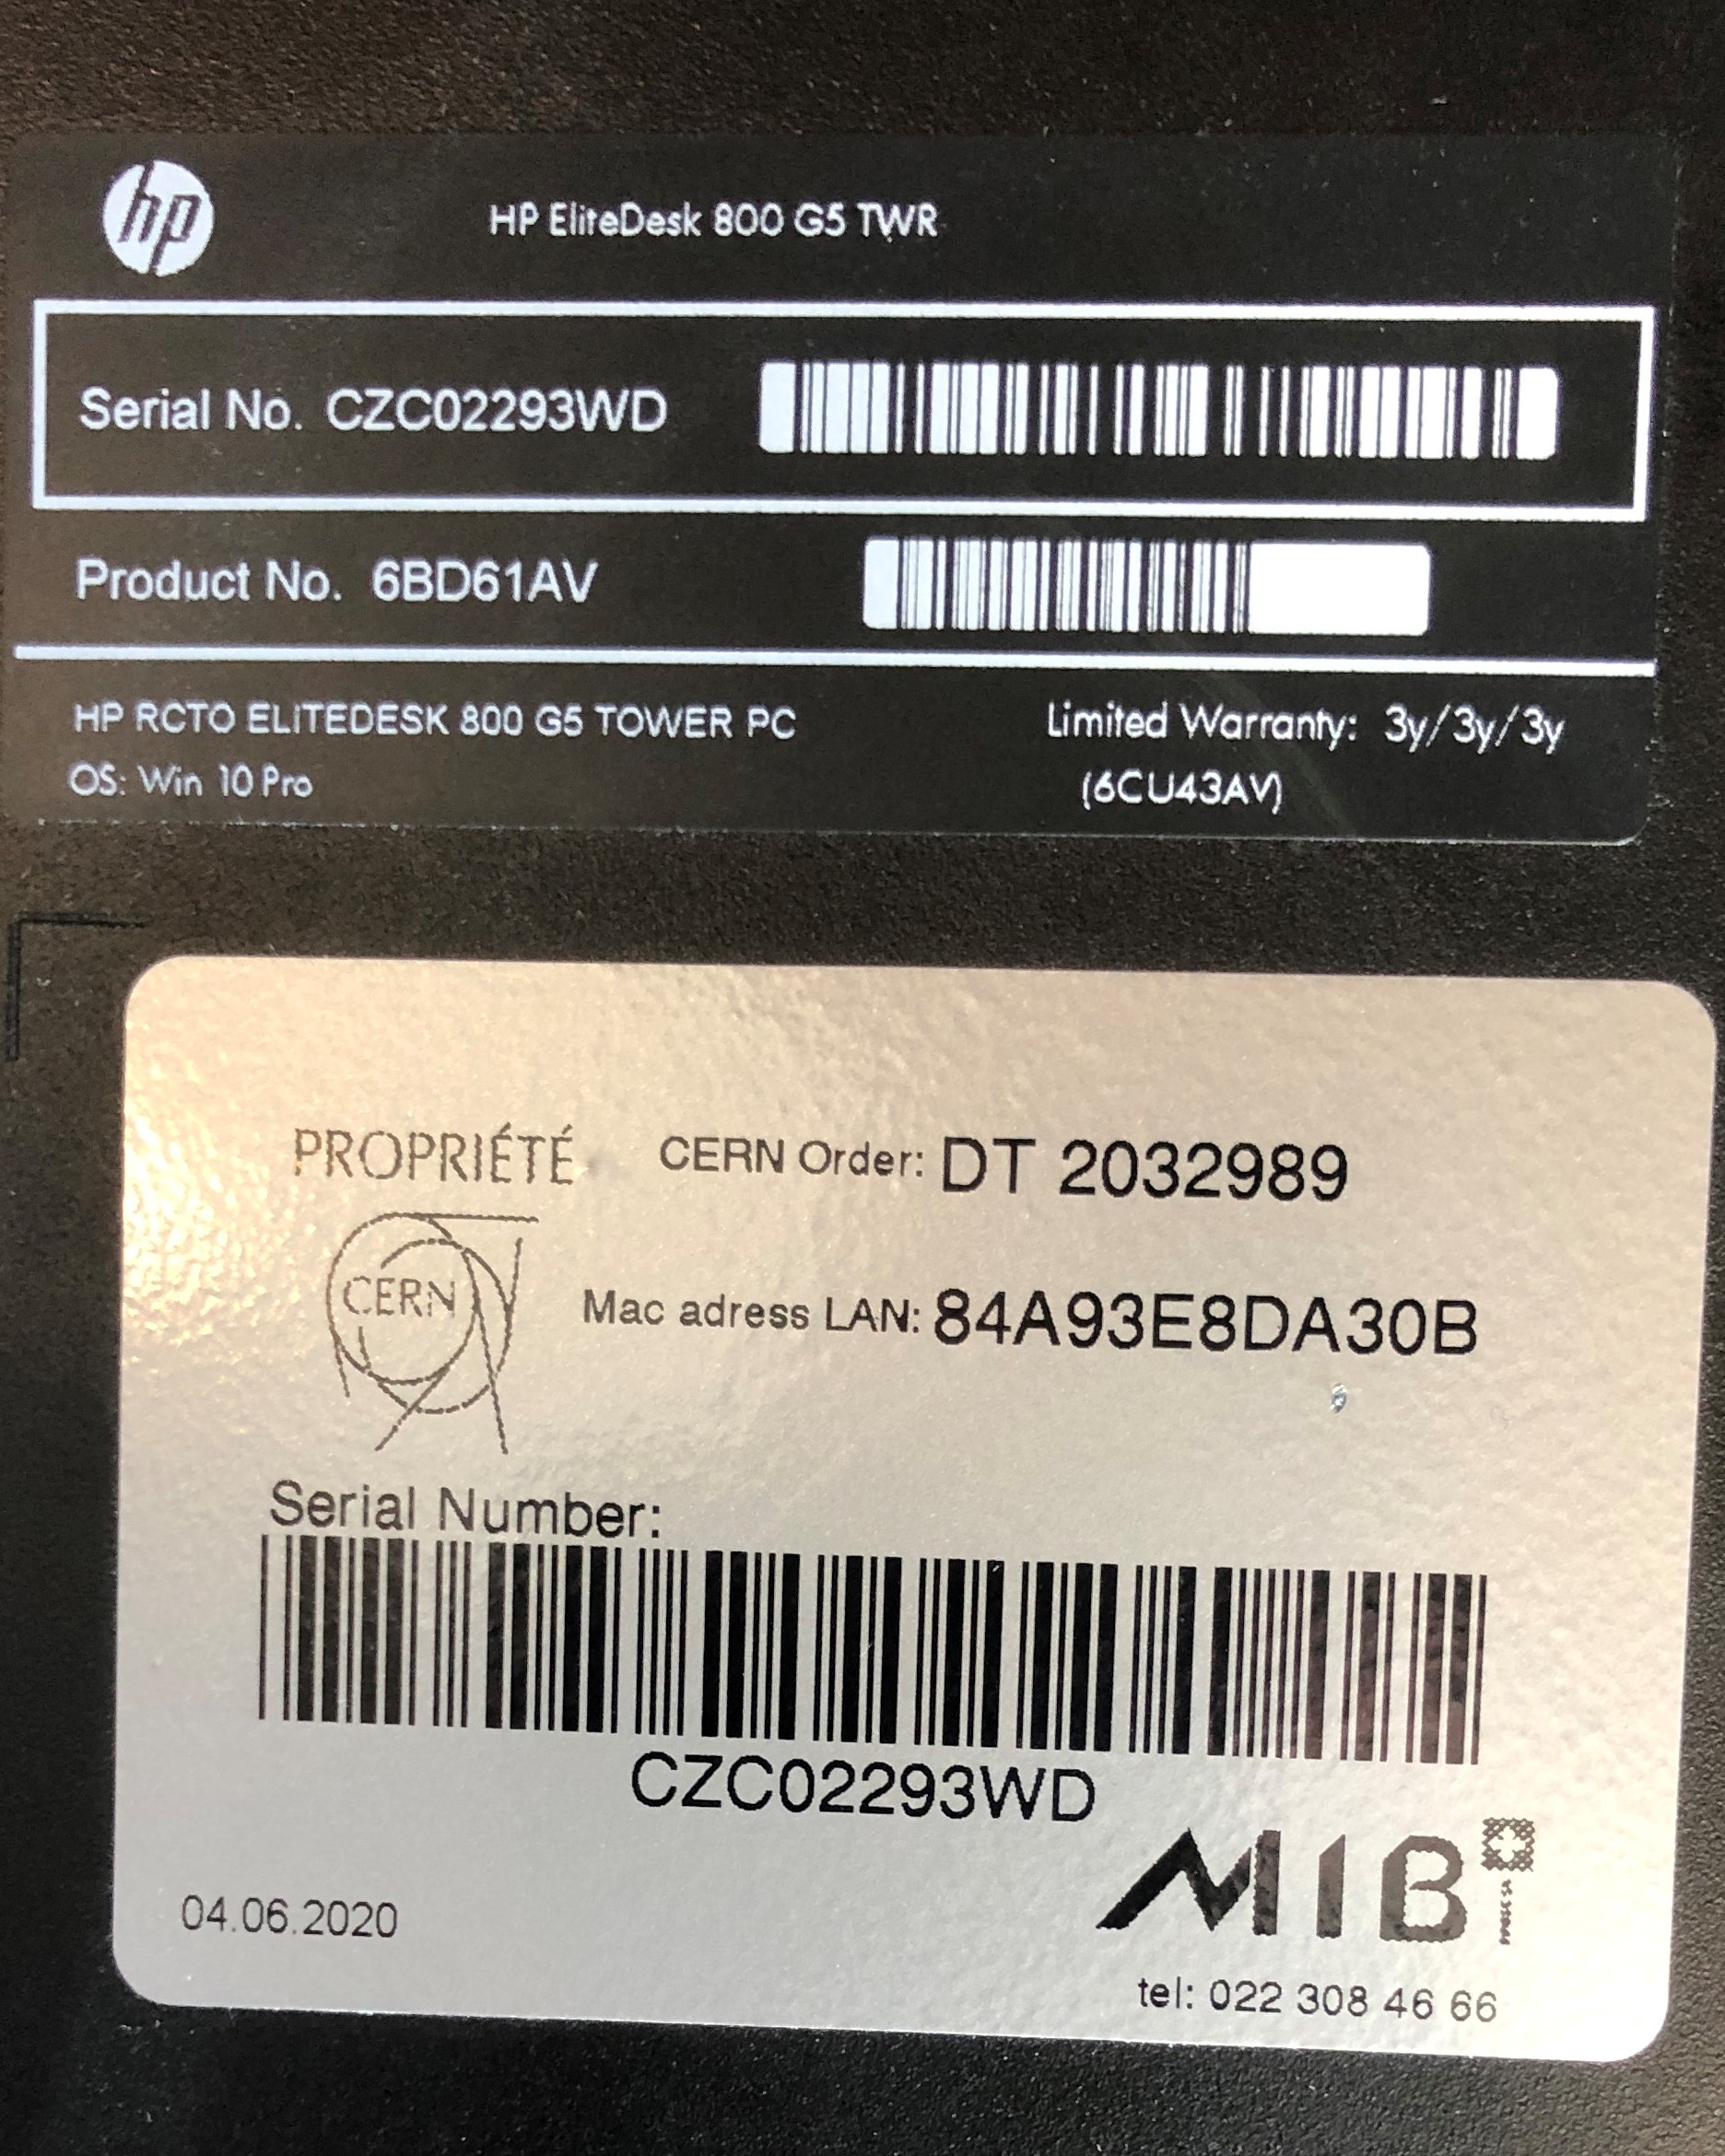 hp
HP EliteDesk 800 G5 TWR
Serial No. CZC02293WD
Product No. 6BD61AV
HP RCTO ELITEDESK 800 G5 TOWER PC
Limited Warranty: 3y/3y/3y
OS: Win 10 Pro
(6CU43AV)
PROPRIÉTÉ CERN Order: DT 2032989
CERN
Mac adress LAN: 84A93E8DA30B
Serial Number:
CZC02293WD
MIB
04.06.2020
tel: 022 308 46 66